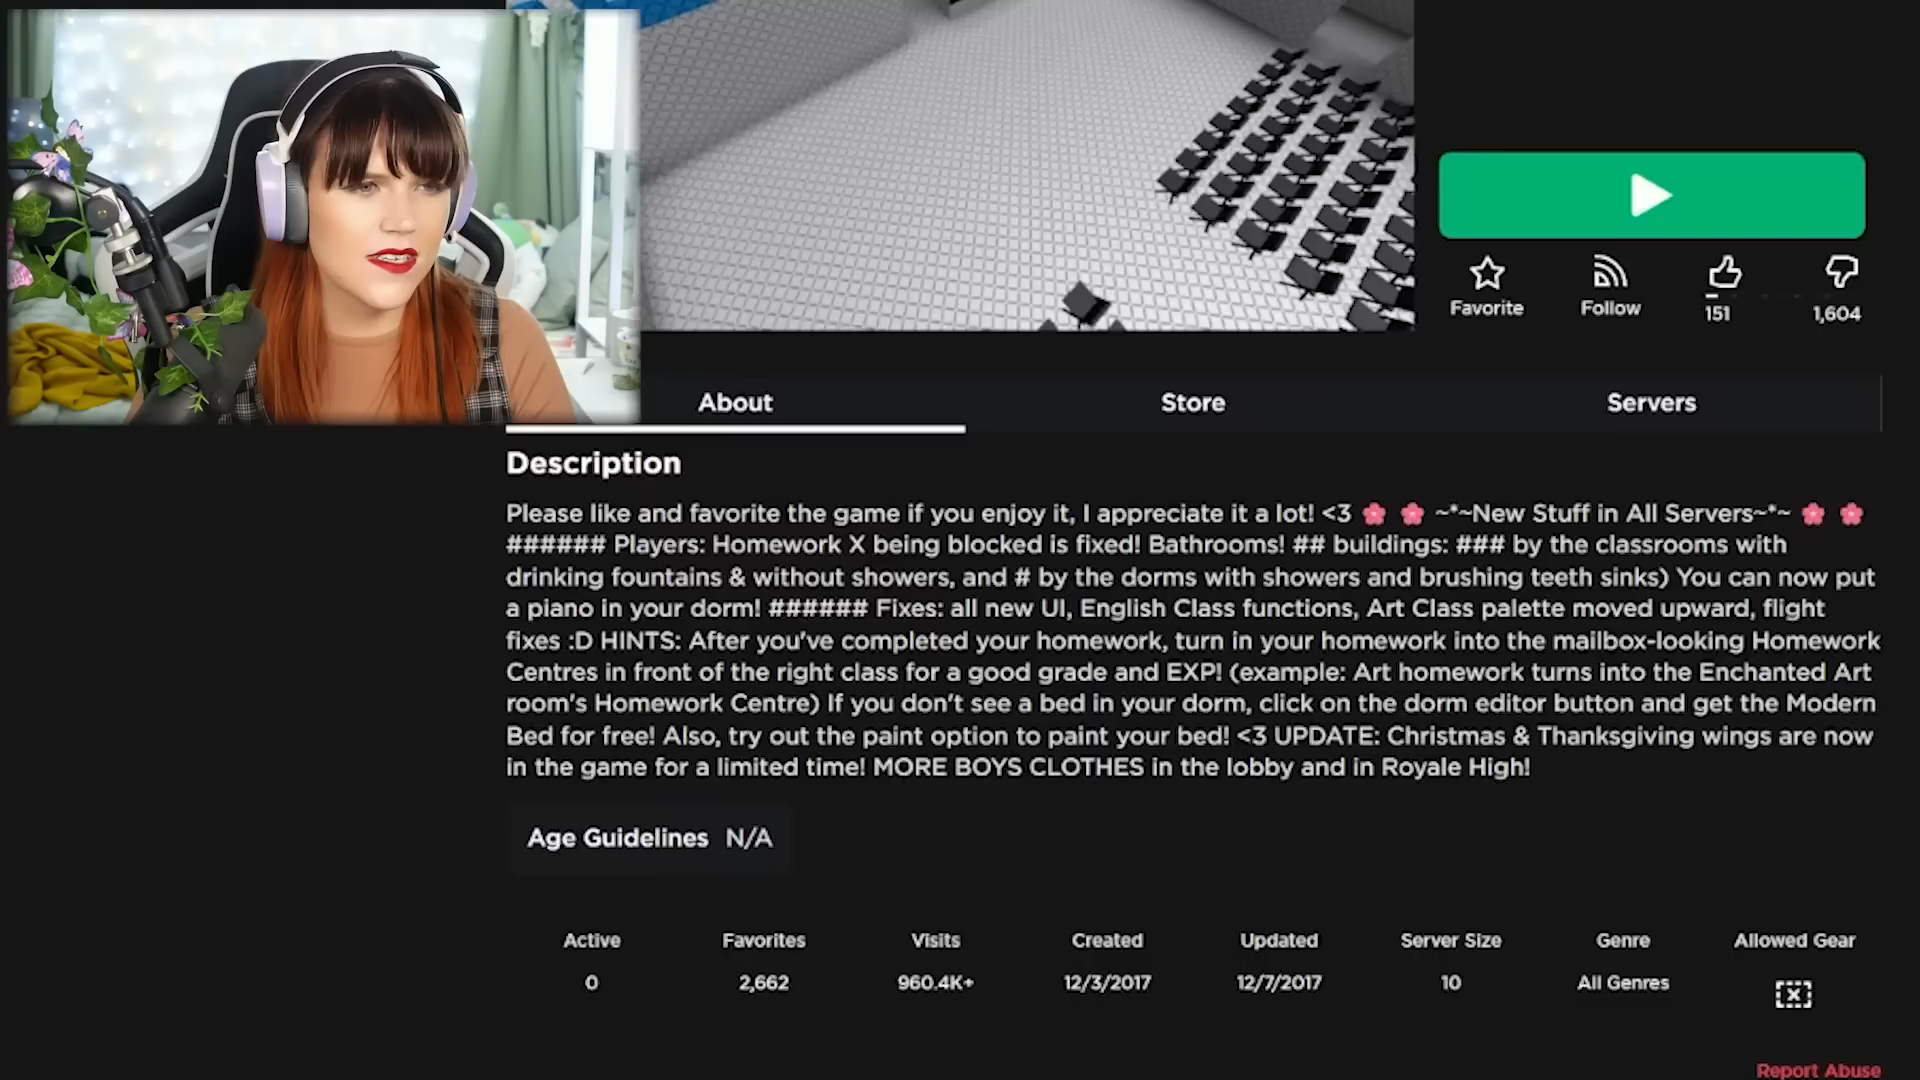 Favorite
Follow
151
1,604
About
Store
Servers
Description
Please like and favorite the game if you enjoy it, I appreciate it a lot! <3 🌸 🌸 ~*~New Stuff in All Servers~*~ 🌸 🌸
###### Players: Homework X being blocked is fixed! Bathrooms! ## buildings: ### by the classrooms with
drinking fountains & without showers, and # by the dorms with showers and brushing teeth sinks) You can now put
a piano in your dorm! ###### Fixes: all new UI, English Class functions, Art Class palette moved upward, flight
fixes :D HINTS: After you've completed your homework, turn in your homework into the mailbox-looking Homework
Centres in front of the right class for a good grade and EXP! (example: Art homework turns into the Enchanted Art
room's Homework Centre) If you don't see a bed in your dorm, click on the dorm editor button and get the Modern
Bed for free! Also, try out the paint option to paint your bed! <3 UPDATE: Christmas & Thanksgiving wings are now
in the game for a limited time! MORE BOYS CLOTHES in the lobby and in Royale High!
Age Guidelines N/A
Active Favorites Visits Created Updated Server Size Genre Allowed Gear
0 2,662 960.4K+ 12/3/2017 12/7/2017 10 All Genres
Report Abuse